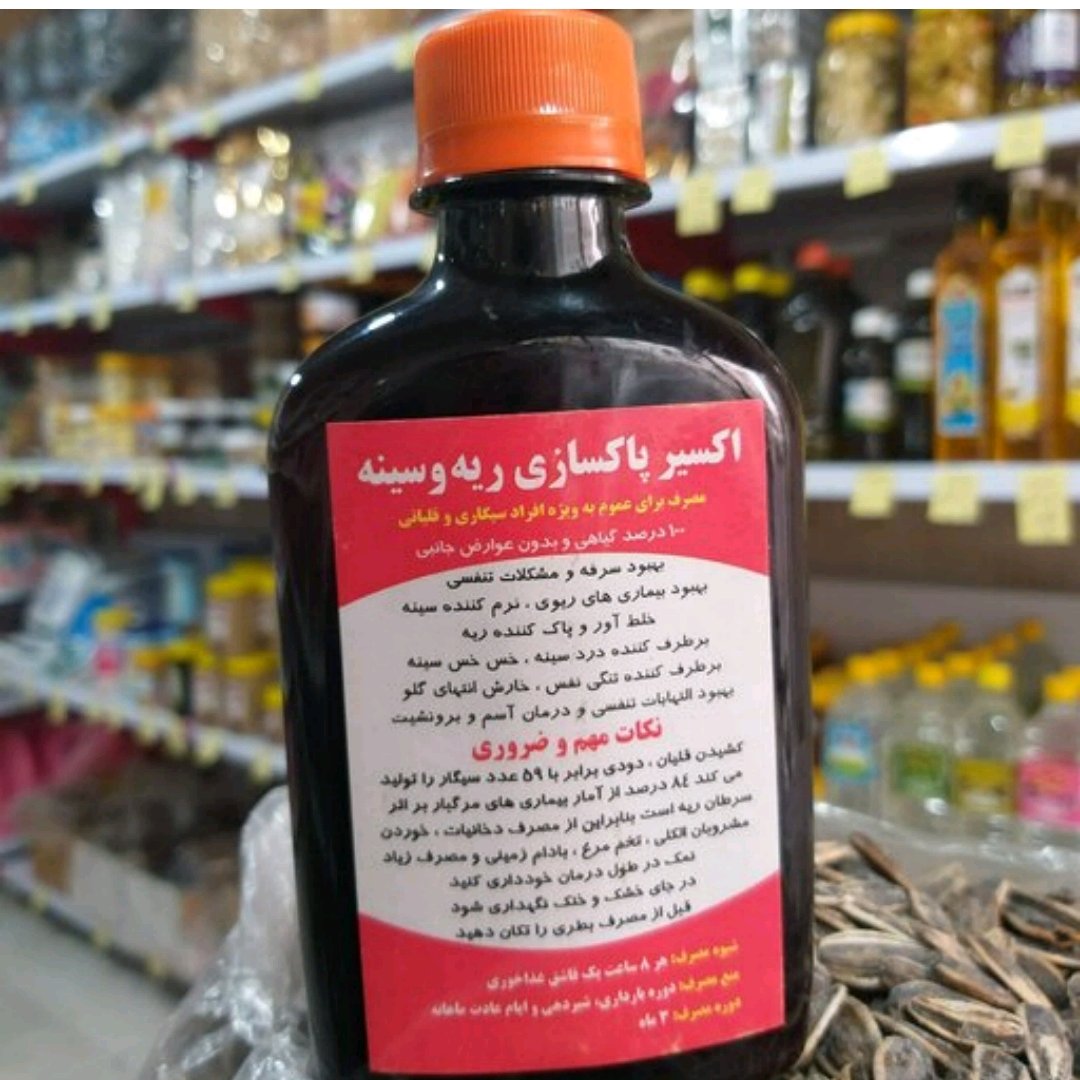 اکسیر پاکسازی ریه و سینه
مصرف برای عموم به ویژه افراد سیگاری و قلیانی
۱۰۰ درصد گیاهی و بدون عوارض جانبی
بهبود سرفه و مشکلات تنفسی
بهبود بیماری های ریوی ، نرم کننده سینه
خلط آور و پاک کننده ریه
برطرف کننده درد سینه ، خس خس سینه
برطرف کننده تنگی نفس ، خارش انتهای گلو
بهبود التهابات تنفسی و درمان آسم و برونشیت
نکات مهم و ضروری
کشیدن قلیان ، دودی برابر با ۵۹ عدد سیگار را تولید
می کند ۸۴ درصد از آمار بیماری های مرگبار بر اثر
سرطان ریه است بنابراین از مصرف دخانیات ، خوردن
مشروبان الکلی ، تخم مرغ ، بادام زمینی و مصرف زیاد
نمک در طول درمان خودداری کنید
در جای خشک و خنک نگهداری شود
قبل از مصرف بطری را تکان دهید
شیوه مصرف: هر ۸ ساعت یک قاشق غذاخوری
منع مصرف: دوره بارداری، شیردهی و ایام عادت ماهانه
دوره مصرف: ۳ ماه